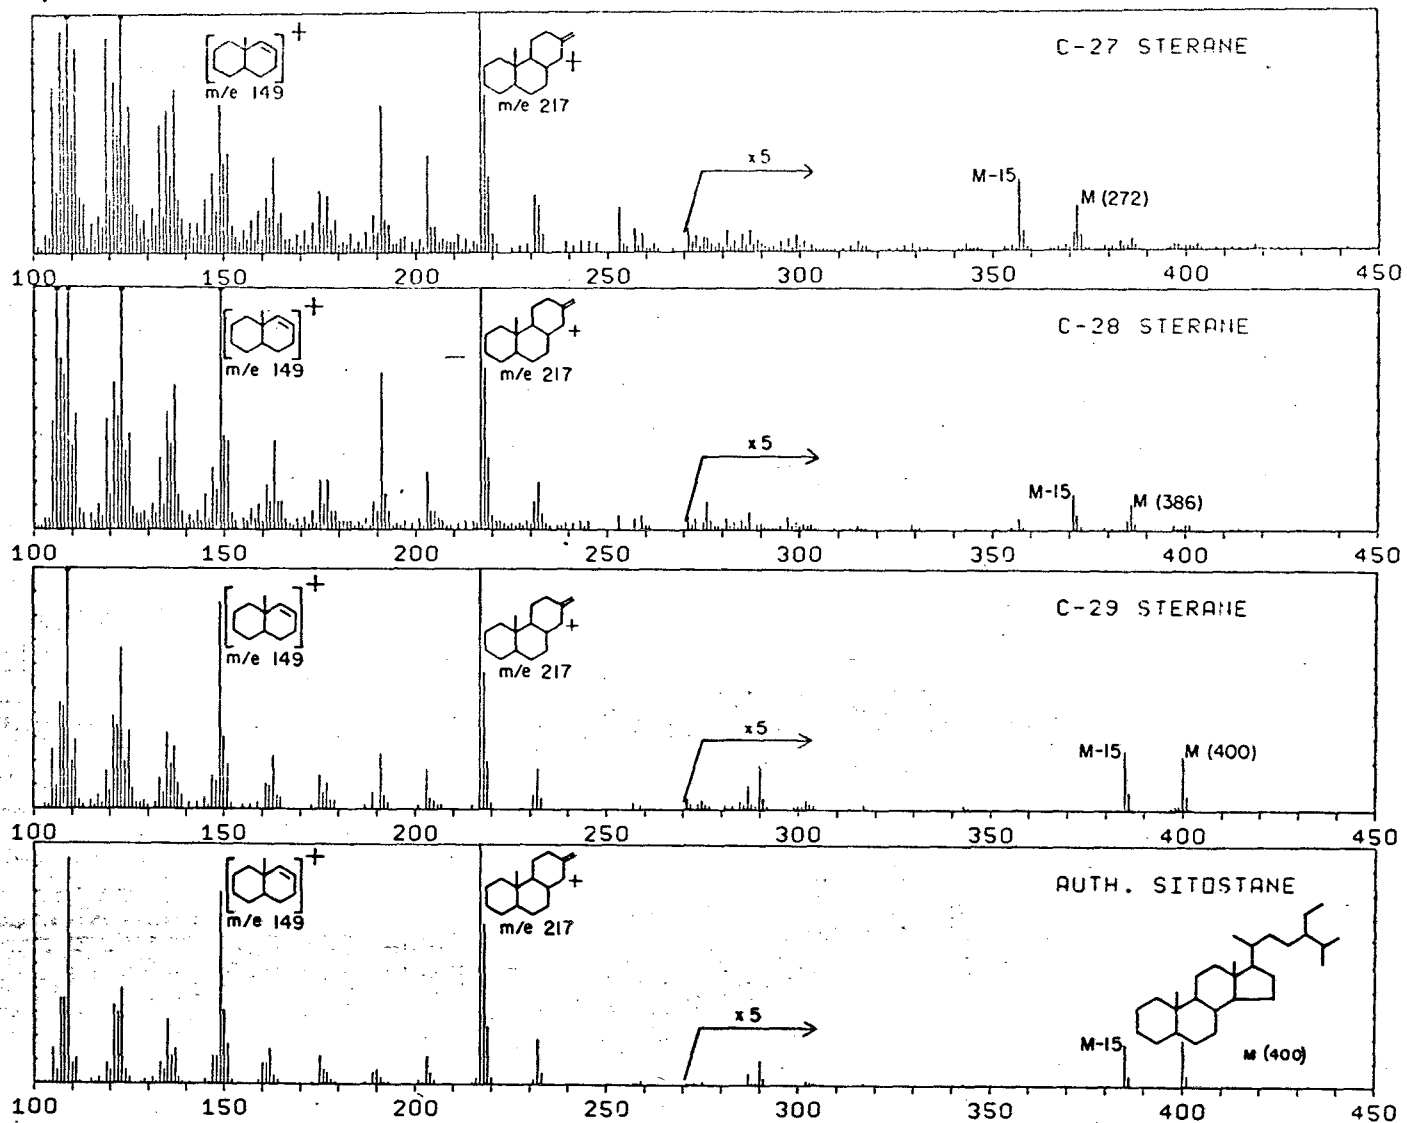 C-27 STERANE
+
m/e 149
+
m/e 217
x5
M-15
M (272)
100 150 200 250 300 350 400 450
C-28 STERANE
+
m/e 149
+
m/e 217
x5
M-15
M (386)
100 150 200 250 300 350 400 450
C-29 STERANE
+
m/e 149
+
m/e 217
x5
M-15
M (400)
100 150 200 250 300 350 400 450
AUTH. SITOSTANE
+
m/e 149
+
m/e 217
x5
M-15
M (400)
100 150 200 250 300 350 400 450